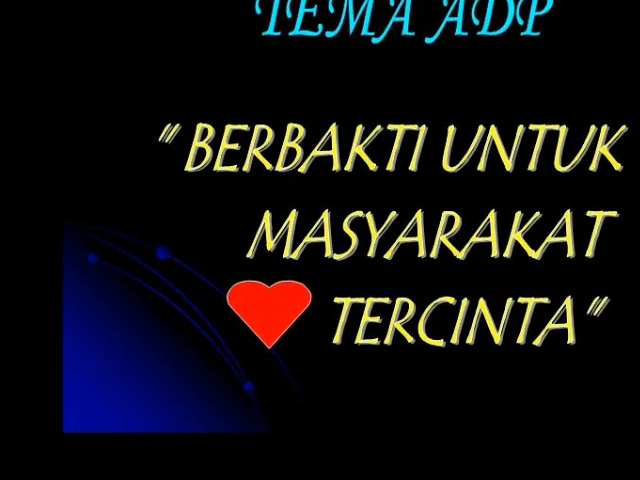 TEMA ADP
" BERBAKTI UNTUK
MASYARAKAT
TERCINTA"